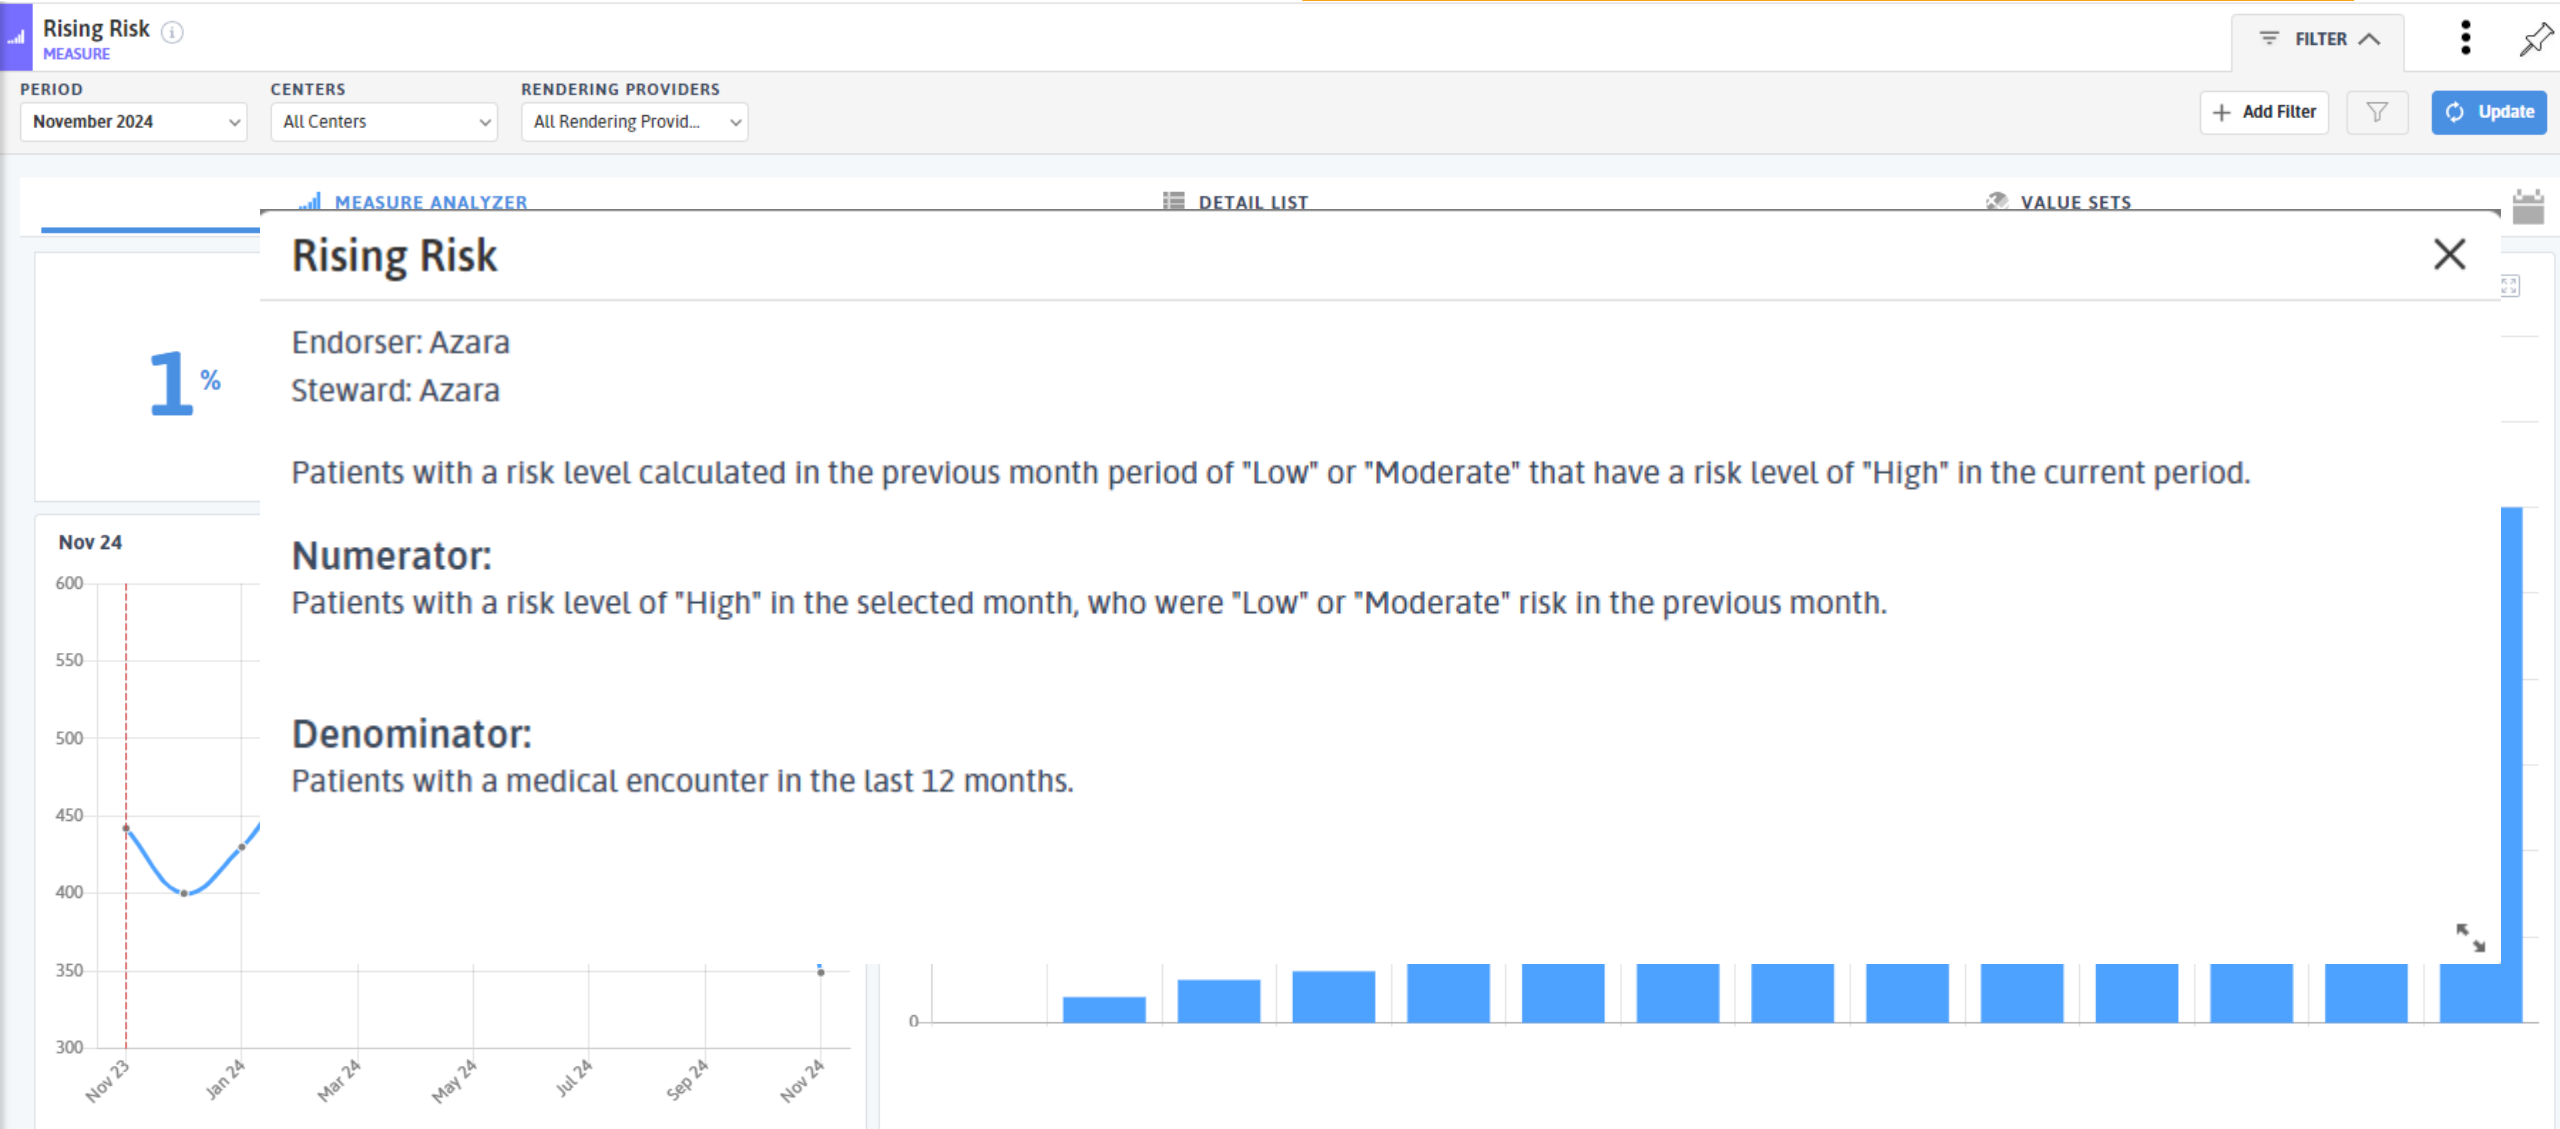 Rising Risk
MEASURE
FILTER
PERIOD
CENTERS
RENDERING PROVIDERS
November 2024
All Centers
All Rendering Provid...
Add Filter
Update
MEASURE ANALYZER
DETAIL LIST
VALUE SETS
Rising Risk
Endorser: Azara
Steward: Azara
1%
Patients with a risk level calculated in the previous month period of "Low" or "Moderate" that have a risk level of "High" in the current period.
Numerator:
Patients with a risk level of "High" in the selected month, who were "Low" or "Moderate" risk in the previous month.
Denominator:
Patients with a medical encounter in the last 12 months.
Nov 24
600
550
500
450
400
350
300
Nov 23
Jan 24
Mar 24
May 24
Jul 24
Sep 24
Nov 24
0